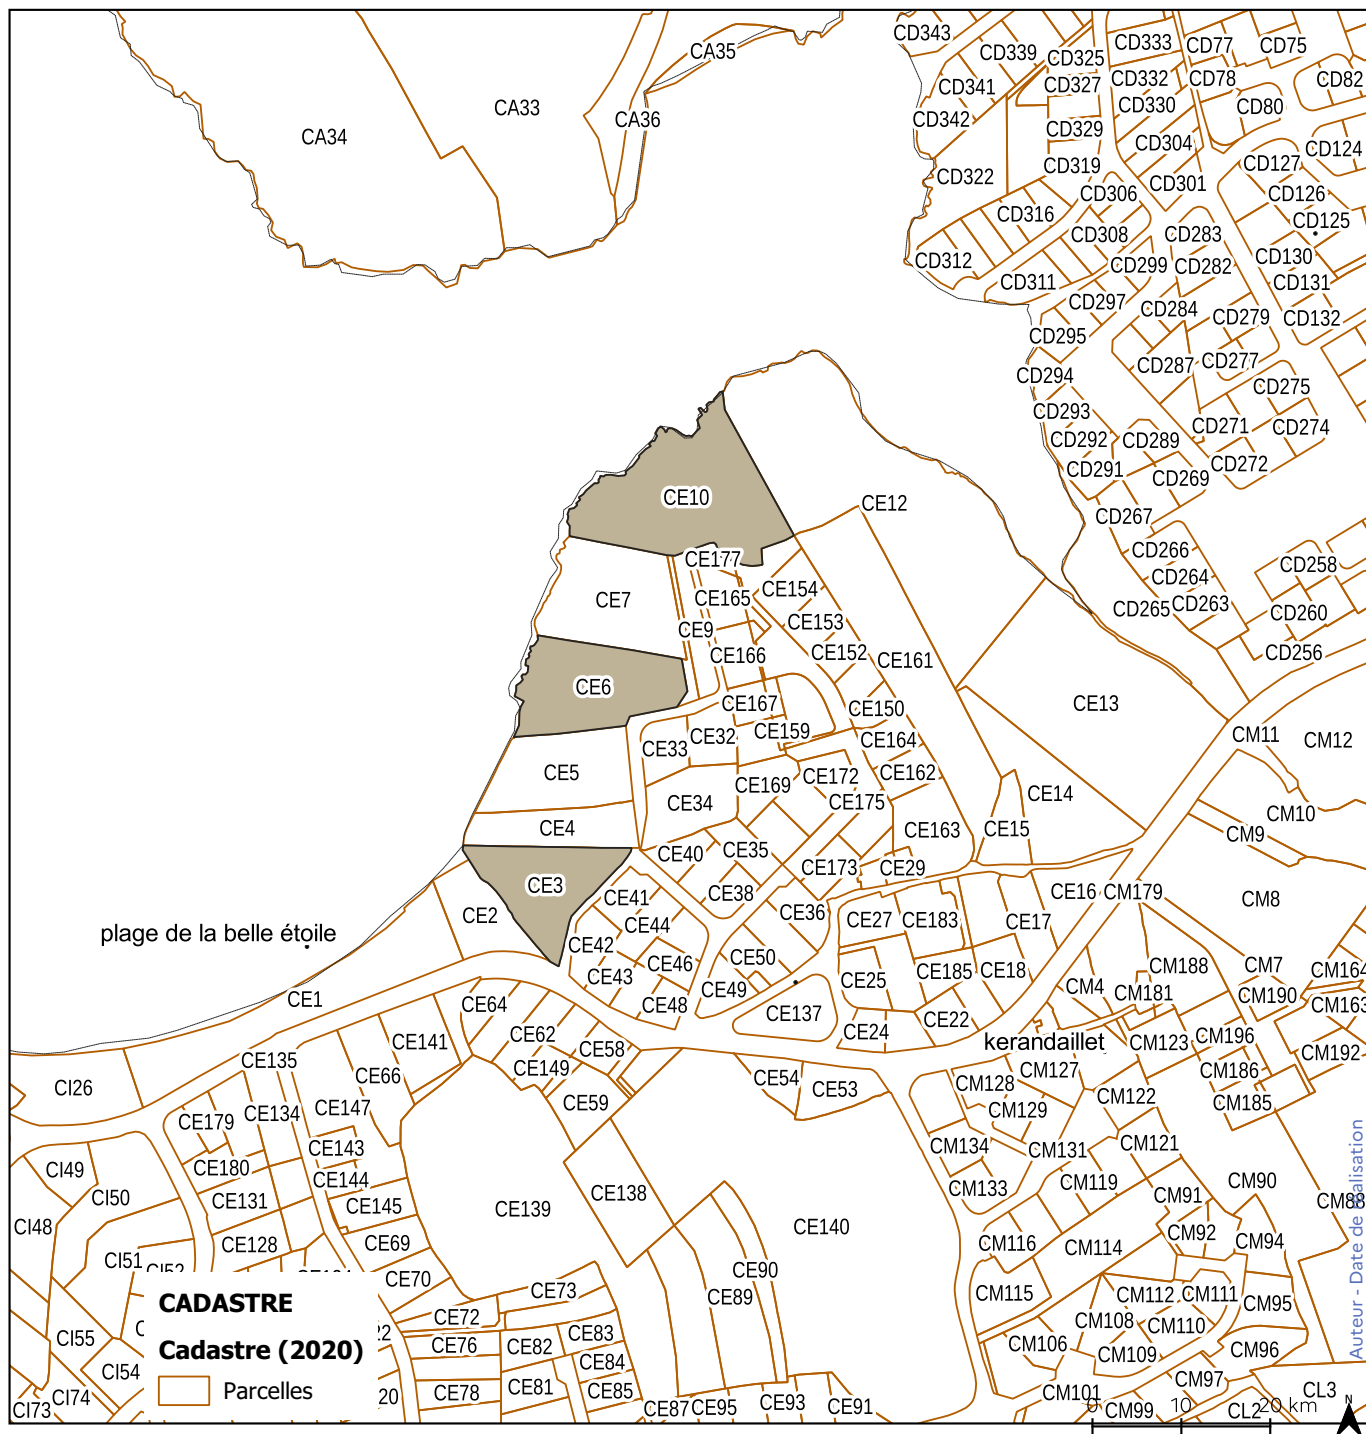 CD343
CA35
CD339
CD325
CD333
CD77
CD75
CD341
CD327
CD332
CD78
CD82
CA33
CA34
CA36
CD342
CD330
CD80
CD329
CD304
CD124
CD322
CD319
CD127
CD306
CD301
CD126
CD316
CD125
CD308
CD283
CD312
CD299
CD282
CD130
CD311
CD131
CD297
CD284
CD279
CD132
CD295
CD287
CD277
CD294
CD275
CD293
CD271
CD274
CD292
CD289
CD291
CD272
CD269
CE10
CE12
CD267
CE177
CD266
CD258
CE7
CE165
CE154
CD264
CD265
CD263
CD260
CE9
CE153
CE166
CE152
CE161
CD256
CE6
CE167
CE150
CE13
CE33
CE32
CE159
CE164
CM11
CM12
CE5
CE169
CE172
CE162
CE34
CE175
CE14
CM10
CE4
CE163
CE15
CM9
CE40
CE35
CE173
CE29
CE3
CE41
CE38
CE16
CM179
CM8
CE2
CE44
CE36
CE27
CE183
CE17
plage de la belle étoile
CE42
CE50
CE46
CE43
CE25
CE185
CE18
CM188
CM7
CM164
CE1
CE64
CE48
CE49
CE137
CM4
CM181
CM190
CM163
CE62
CE24
CE22
kerandaillet
CM123
CM196
CM192
CE135
CE141
CE58
CE66
CE149
CE54
CE53
CM128
CM127
CM186
CI26
CE59
CE179
CE134
CE147
CM129
CM122
CM185
CE143
CM134
CM131
CM121
CI49
CE180
CE144
CI50
CE131
CE145
CE139
CE138
CM133
CM119
CM91
CM90
CI48
CE140
CM88
CE128
CE69
CM116
CM114
CM92
CM94
CI51
CI52
CE70
CE73
CE90
CE89
CM115
CM112
CM111
CM95
CADASTRE
Cadastre (2020)
Parcelles
CI55
CE72
CE76
CE82
CE83
CM108
CM110
CM106
CM109
CM96
CI54
CE84
CI74
CE78
CE81
CE85
CM101
CM97
CL3
CI73
20
CE87
CE95
CE93
CE91
CM99
CL2
0 10 20 km
N
Auteur - Date de réalisation